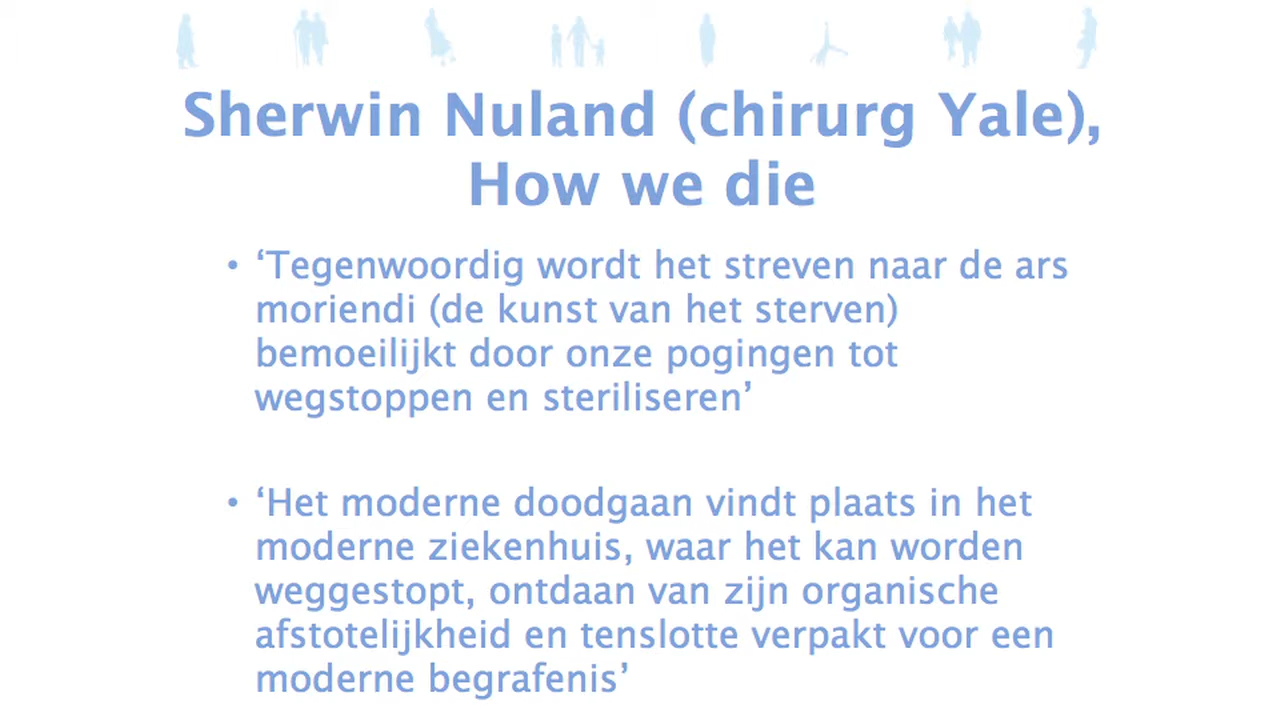 Sherwin Nuland (chirurg Yale),
How we die
• ‘Tegenwoordig wordt het streven naar de ars
moriendi (de kunst van het sterven)
bemoeilijkt door onze pogingen tot
wegstoppen en steriliseren’
• ‘Het moderne doodgaan vindt plaats in het
moderne ziekenhuis, waar het kan worden
weggestopt, ontdaan van zijn organische
afstotelijkheid en tenslotte verpakt voor een
moderne begrafenis’